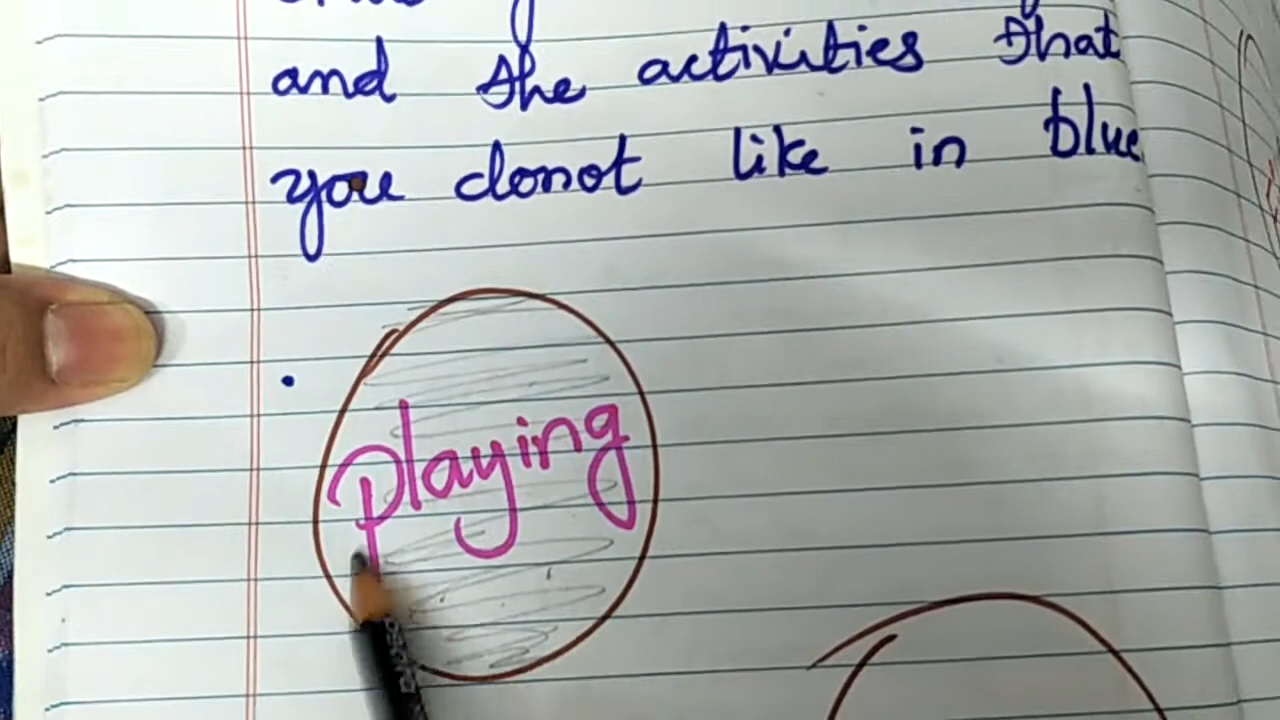 and the activities that
you donot like in blue
Playing